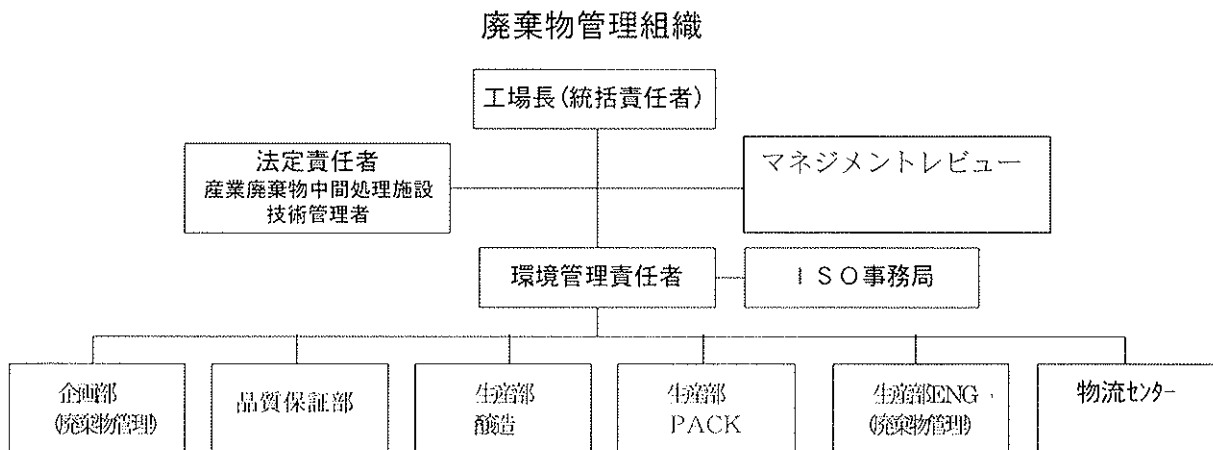 廃棄物管理組織
工場長(統括責任者)
法定責任者
産業廃棄物中間処理施設
技術管理者
マネジメントレビュー
環境管理責任者
ISO事務局
企画部
(廃棄物管理)
品質保証部
生産部
醸造
生産部
PACK
生産部ENG
(廃棄物管理)
物流センター